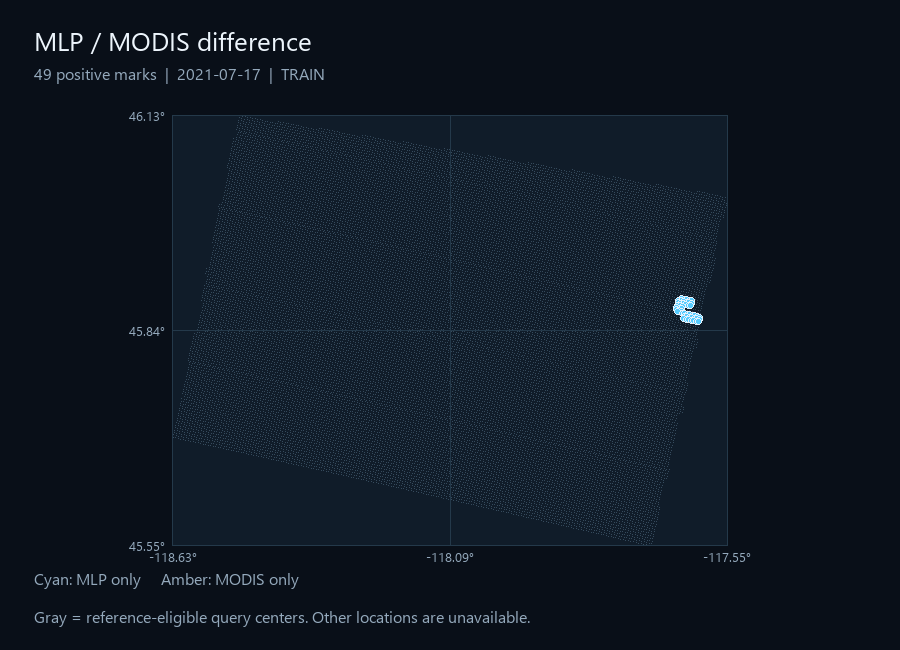 MLP / MODIS difference
49 positive marks | 2021-07-17 | TRAIN
46.13°
45.84°
45.55°
-118.63° -118.09° -117.55°
Cyan: MLP only Amber: MODIS only
Gray = reference-eligible query centers. Other locations are unavailable.